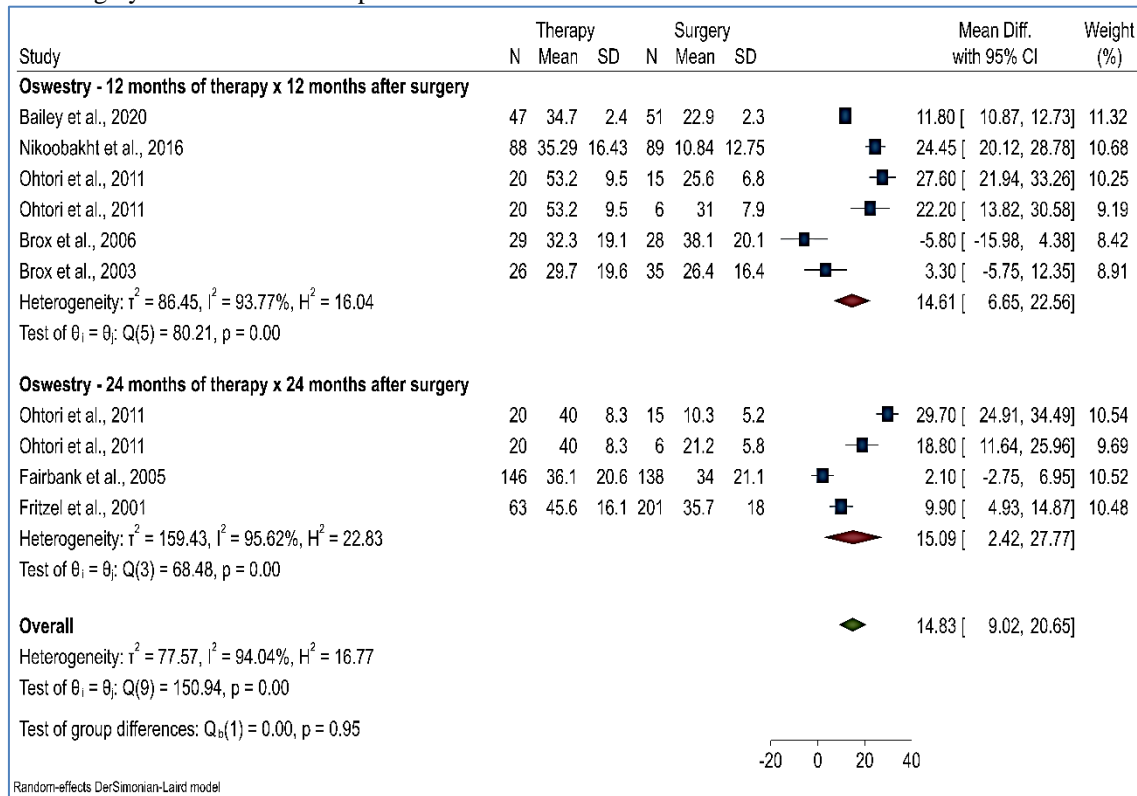 Therapy Surgery Mean Diff. Weight
Study N Mean SD N Mean SD with 95% CI (%)
Oswestry - 12 months of therapy x 12 months after surgery
Bailey et al., 2020 47 34.7 2.4 51 22.9 2.3 11.80 [ 10.87, 12.73] 11.32
Nikoobakht et al., 2016 88 35.29 16.43 89 10.84 12.75 24.45 [ 20.12, 28.78] 10.68
Ohtori et al., 2011 20 53.2 9.5 15 25.6 6.8 27.60 [ 21.94, 33.26] 10.25
Ohtori et al., 2011 20 53.2 9.5 6 31 7.9 22.20 [ 13.82, 30.58] 9.19
Brox et al., 2006 29 32.3 19.1 28 38.1 20.1 -5.80 [ -15.98, 4.38] 8.42
Brox et al., 2003 26 29.7 19.6 35 26.4 16.4 3.30 [ -5.75, 12.35] 8.91
Heterogeneity: τ² = 86.45, I² = 93.77%, H² = 16.04 14.61 [ 6.65, 22.56]
Test of θᵢ = θⱼ: Q(5) = 80.21, p = 0.00
Oswestry - 24 months of therapy x 24 months after surgery
Ohtori et al., 2011 20 40 8.3 15 10.3 5.2 29.70 [ 24.91, 34.49] 10.54
Ohtori et al., 2011 20 40 8.3 6 21.2 5.8 18.80 [ 11.64, 25.96] 9.69
Fairbank et al., 2005 146 36.1 20.6 138 34 21.1 2.10 [ -2.75, 6.95] 10.52
Fritzel et al., 2001 63 45.6 16.1 201 35.7 18 9.90 [ 4.93, 14.87] 10.48
Heterogeneity: τ² = 159.43, I² = 95.62%, H² = 22.83 15.09 [ 2.42, 27.77]
Test of θᵢ = θⱼ: Q(3) = 68.48, p = 0.00
Overall 14.83 [ 9.02, 20.65]
Heterogeneity: τ² = 77.57, I² = 94.04%, H² = 16.77
Test of θᵢ = θⱼ: Q(9) = 150.94, p = 0.00
Test of group differences: Q_b(1) = 0.00, p = 0.95
-20 0 20 40
Random-effects DerSimonian-Laird model